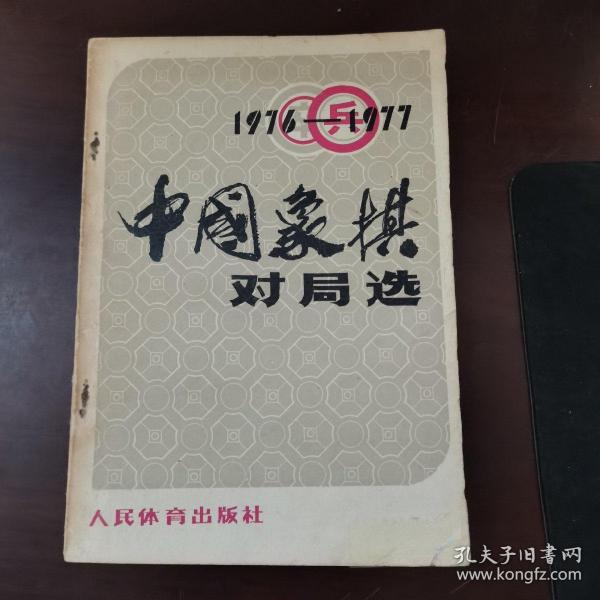 1976—1977
兵
中國象棋
对局选
人民体育出版社
孔夫子旧书网
www.kongfz.com